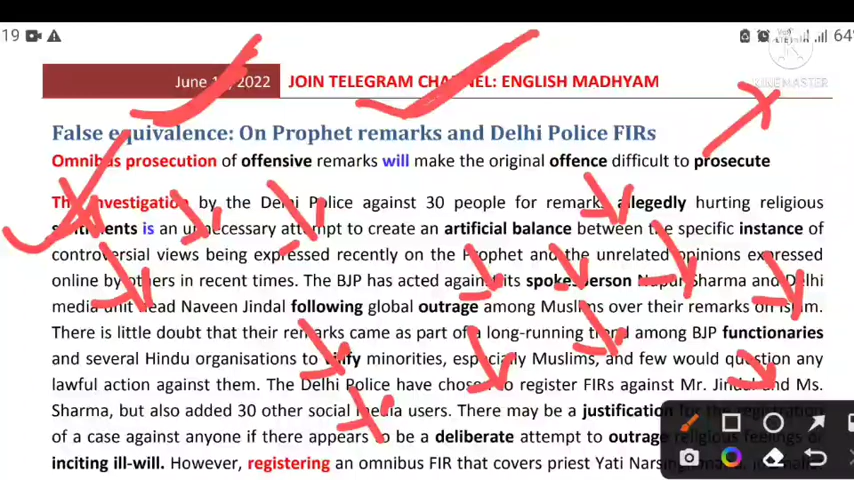 19 64
June 2022 JOIN TELEGRAM CHANNEL: ENGLISH MADHYAM
KINEMASTER
False equivalence: On Prophet remarks and Delhi Police FIRs
Omnibus prosecution of offensive remarks will make the original offence difficult to prosecute
The investigation by the Delhi Police against 30 people for remarks allegedly hurting religious
sentiments is an unnecessary attempt to create an artificial balance between the specific instance of
controversial views being expressed recently on the Prophet and the unrelated opinions expressed
online by others in recent times. The BJP has acted against its spokesperson Nupur Sharma and Delhi
media unit head Naveen Jindal following global outrage among Muslims over their remarks on Islam.
There is little doubt that their remarks came as part of a long-running trend among BJP functionaries
and several Hindu organisations to vilify minorities, especially Muslims, and few would question any
lawful action against them. The Delhi Police have chosen to register FIRs against Mr. Jindal and Ms.
Sharma, but also added 30 other social media users. There may be a justification for the registration
of a case against anyone if there appears to be a deliberate attempt to outrage religious feelings or
inciting ill-will. However, registering an omnibus FIR that covers priest Yati